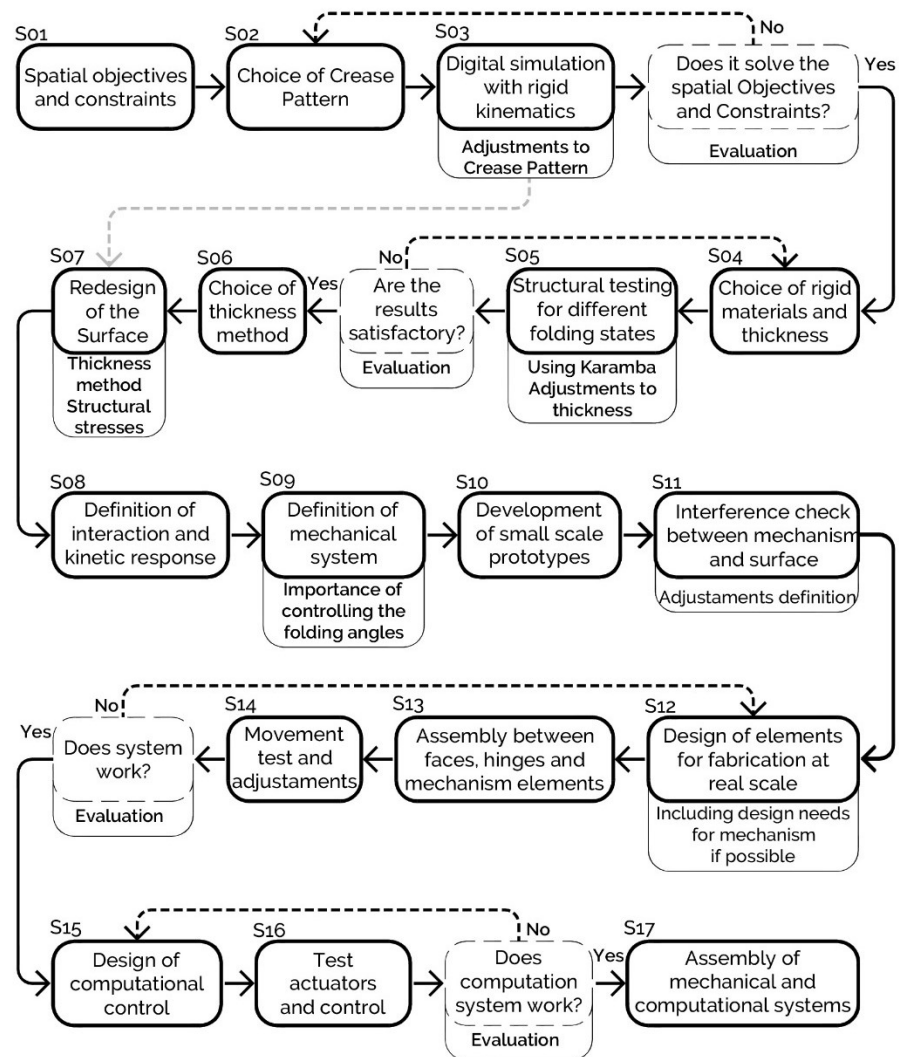 S01
Spatial objectives
and constraints
S02
Choice of Crease
Pattern
S03
Digital simulation
with rigid
kinematics
Adjustments to
Crease Pattern
No
Does it solve the
spatial Objectives
and Constraints?
Evaluation
Yes
S07
Redesign
of the
Surface
Thickness
method
Structural
stresses
S06
Choice of
thickness
method
Yes
No
Are the
results
satisfactory?
Evaluation
S05
Structural testing
for different
folding states
Using Karamba
Adjustments to
thickness
S04
Choice of rigid
materials and
thickness
S08
Definition of
interaction and
kinetic response
S09
Definition of
mechanical
system
Importance of
controlling the
folding angles
S10
Development
of small scale
prototypes
S11
Interference check
between mechanism
and surface
Adjustaments definition
Yes
No
Does system
work?
Evaluation
S14
Movement
test and
adjustaments
S13
Assembly between
faces, hinges and
mechanism elements
S12
Design of elements
for fabrication at
real scale
Including design needs
for mechanism
if possible
S15
Design of
computational
control
S16
Test
actuators
and control
No
Does
computation
system work?
Evaluation
Yes
S17
Assembly of
mechanical and
computational systems